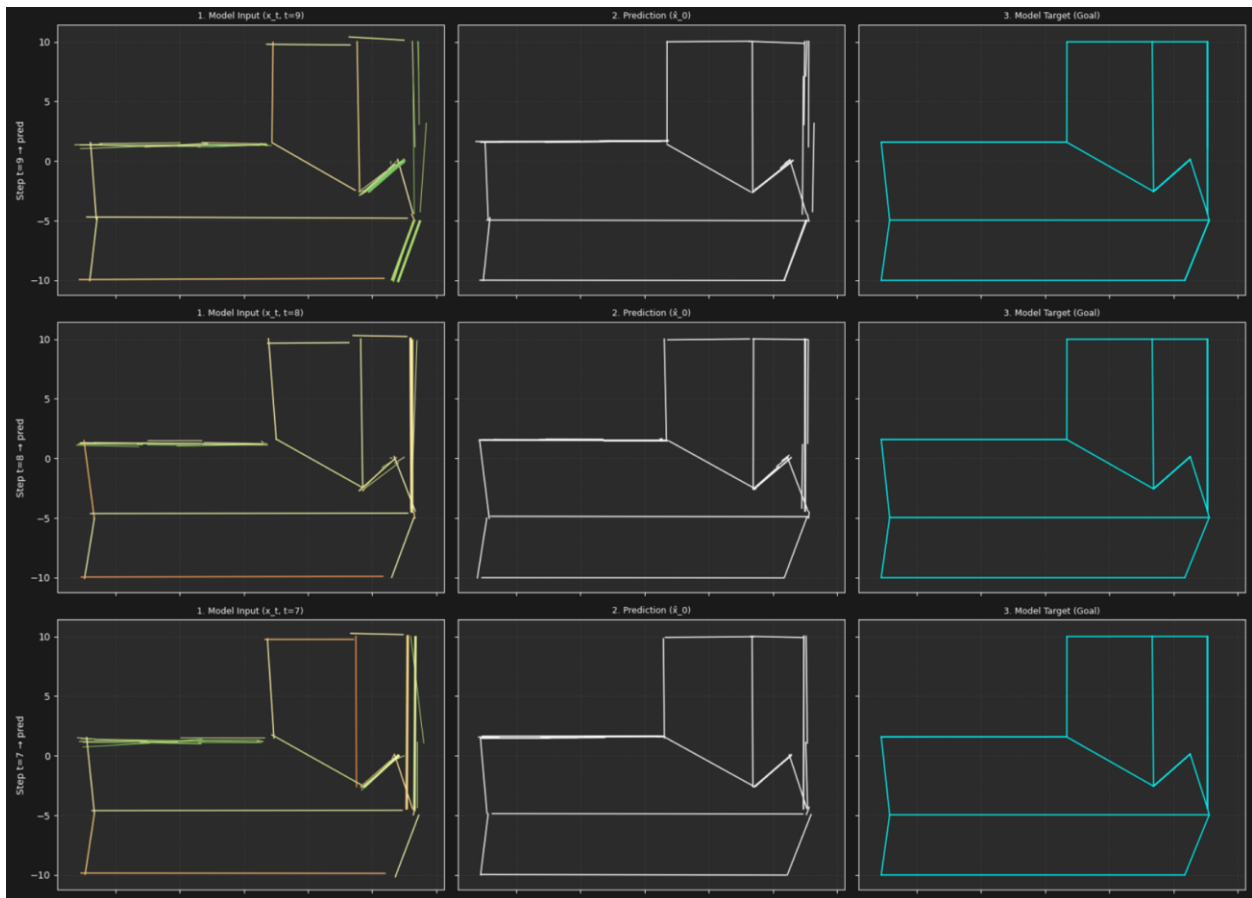 1. Model Input (x_t, t=9)
2. Prediction (x̂_0)
3. Model Target (Goal)
Step t=9 → pred
10
5
0
−5
−10
1. Model Input (x_t, t=8)
2. Prediction (x̂_0)
3. Model Target (Goal)
Step t=8 → pred
10
5
0
−5
−10
1. Model Input (x_t, t=7)
2. Prediction (x̂_0)
3. Model Target (Goal)
Step t=7 → pred
10
5
0
−5
−10